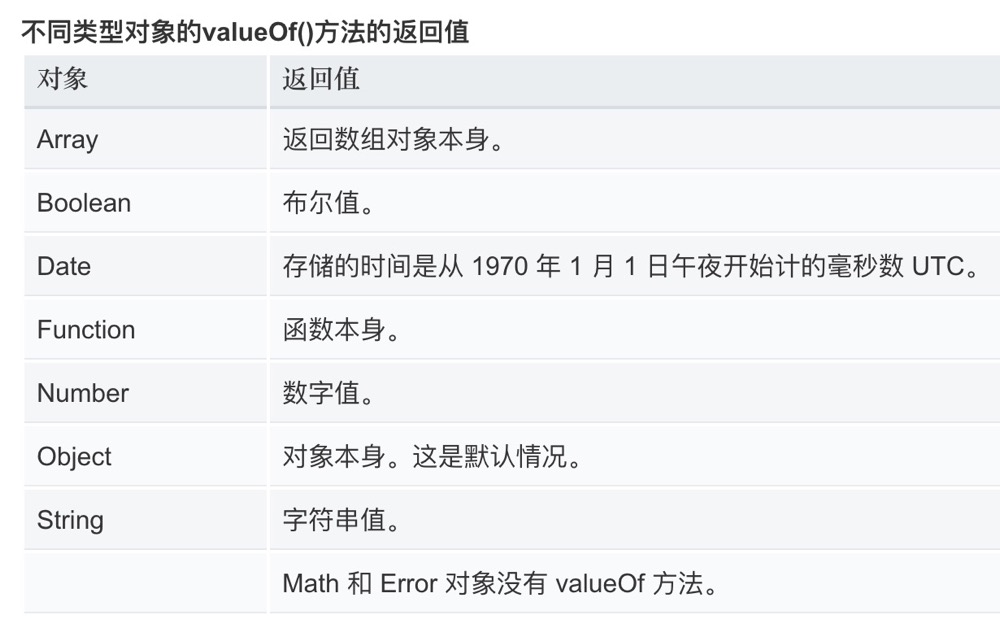 不同类型对象的valueOf()方法的返回值
对象 返回值
Array 返回数组对象本身。
Boolean 布尔值。
Date 存储的时间是从 1970 年 1 月 1 日午夜开始计的毫秒数 UTC。
Function 函数本身。
Number 数字值。
Object 对象本身。这是默认情况。
String 字符串值。
Math 和 Error 对象没有 valueOf 方法。